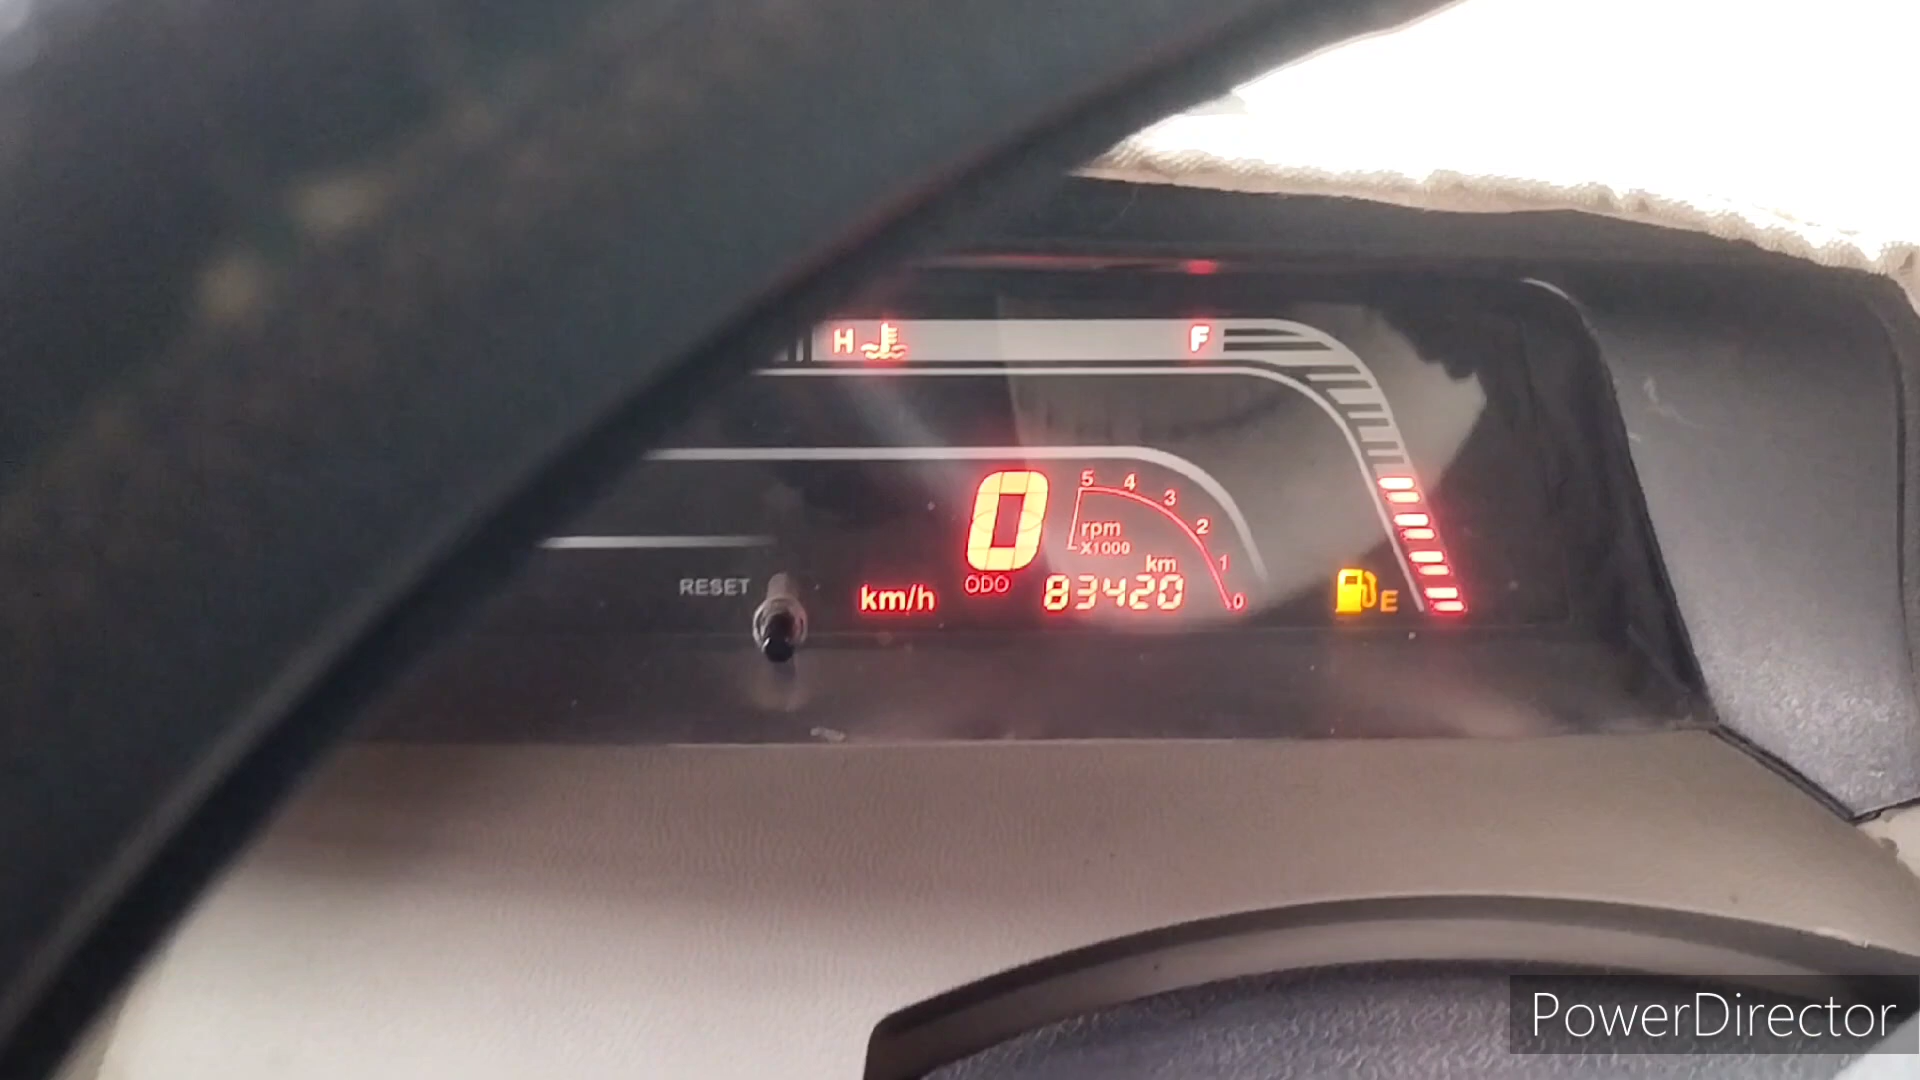 H F
5 4 3 2 1 0
0
rpm
X1000
km
RESET
km/h
ODO
83420
E
PowerDirector